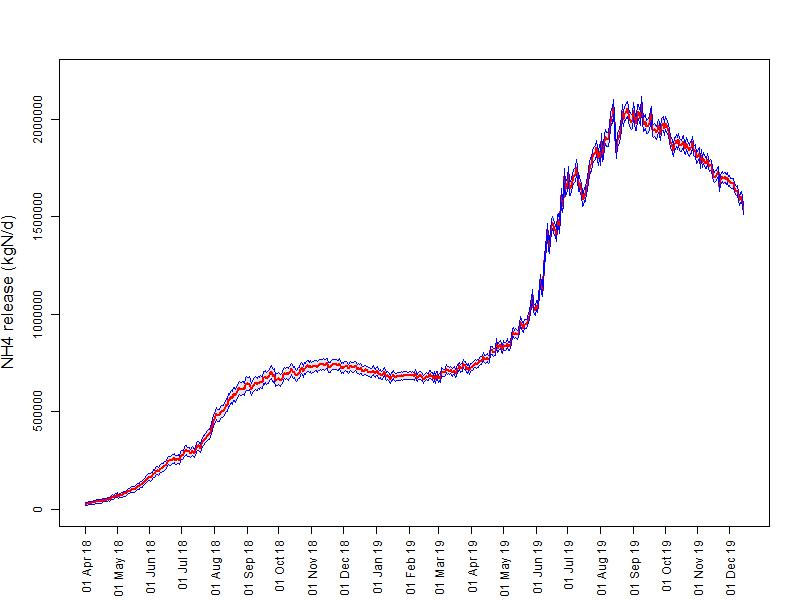 NH4 release (kgN/d)
2000000
1500000
1000000
500000
0
01 Apr 18
01 May 18
01 Jun 18
01 Jul 18
01 Aug 18
01 Sep 18
01 Oct 18
01 Nov 18
01 Dec 18
01 Jan 19
01 Feb 19
01 Mar 19
01 Apr 19
01 May 19
01 Jun 19
01 Jul 19
01 Aug 19
01 Sep 19
01 Oct 19
01 Nov 19
01 Dec 19